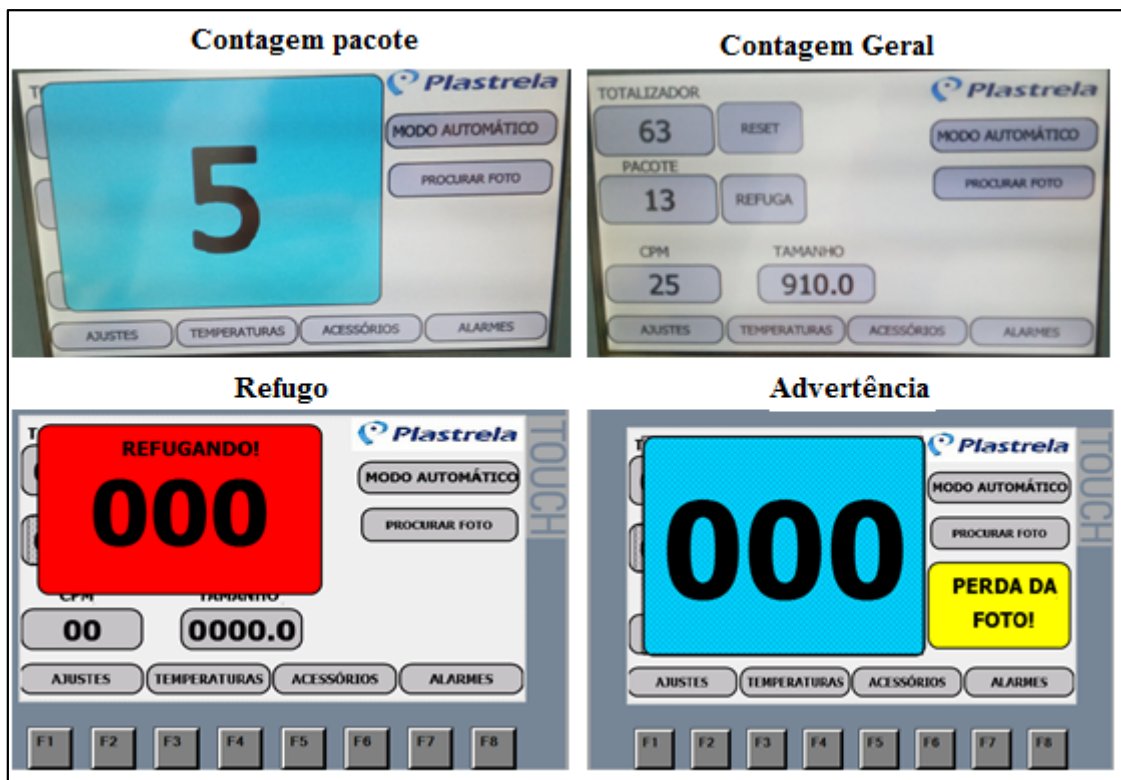 Contagem pacote
Plastrela
5
MODO AUTOMÁTICO
PROCURAR FOTO
AJUSTES TEMPERATURAS ACESSÓRIOS ALARMES
Contagem Geral
TOTALIZADOR
Plastrela
63 RESET
MODO AUTOMÁTICO
PACOTE
PROCURAR FOTO
13 REFUGA
CPM TAMANHO
25 910.0
AJUSTES TEMPERATURAS ACESSÓRIOS ALARMES
Refugo
REFUGANDO!
Plastrela
000
MODO AUTOMÁTICO
PROCURAR FOTO
CPM TAMANHO
00 0000.0
AJUSTES TEMPERATURAS ACESSÓRIOS ALARMES
TOUCH
F1 F2 F3 F4 F5 F6 F7 F8
Advertência
Plastrela
000
MODO AUTOMÁTICO
PROCURAR FOTO
PERDA DA
FOTO!
AJUSTES TEMPERATURAS ACESSÓRIOS ALARMES
TOUCH
F1 F2 F3 F4 F5 F6 F7 F8